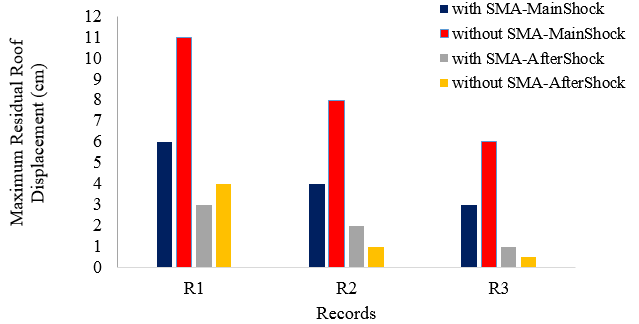 with SMA-MainShock
without SMA-MainShock
with SMA-AfterShock
without SMA-AfterShock
Maximum Residual Roof
Displacement (cm)
12
11
10
9
8
7
6
5
4
3
2
1
0
R1
R2
R3
Records